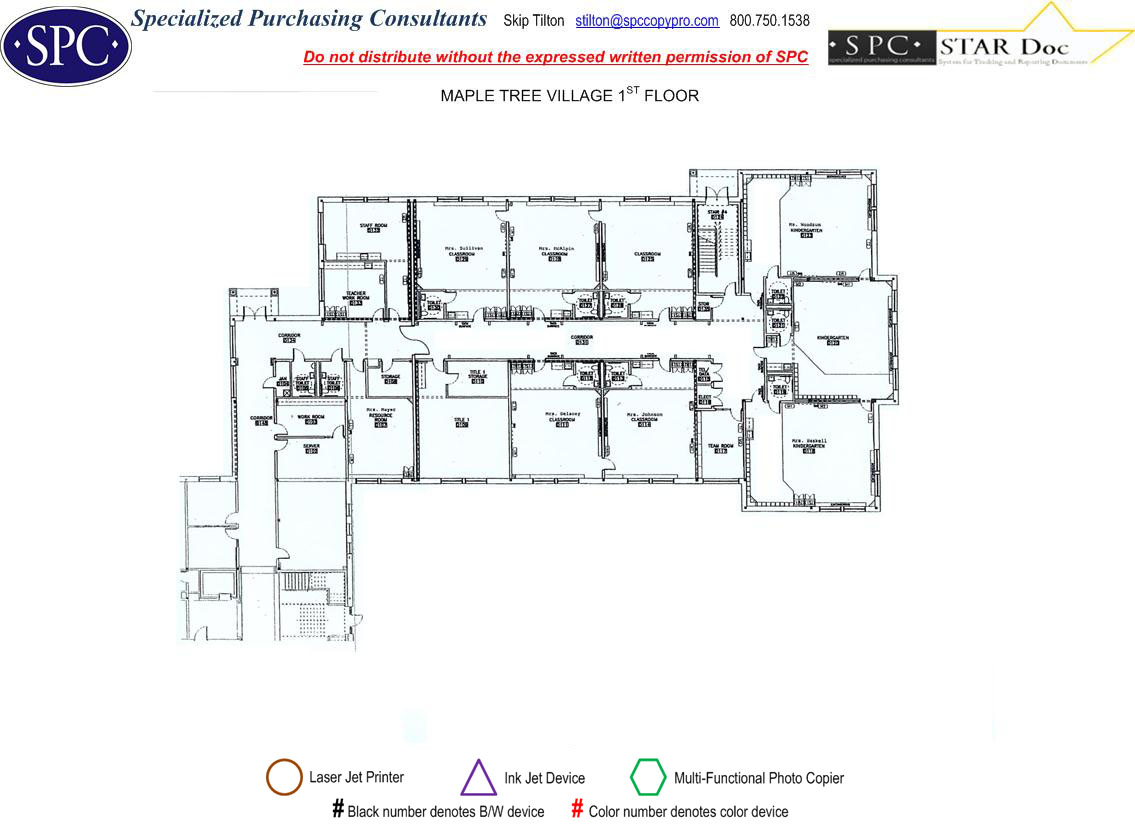 SPC
Specialized Purchasing Consultants Skip Tilton stilton@spccopypro.com 800.750.1538
Do not distribute without the expressed written permission of SPC
SPC STAR Doc
specialized purchasing consultants System for Tracking and Reporting Documents
MAPLE TREE VILLAGE 1ST FLOOR
STAFF ROOM
Mrs. Sullivan
CLASSROOM
Mrs. McAlpin
CLASSROOM
CLASSROOM
STAIR #4
Ms. Woodsum
KINDERGARTEN
TEACHER
WORK ROOM
TOILET
TOILET
TOILET
STOR
TOILET
TOILET
CORRIDOR
CORRIDOR
KINDERGARTEN
JAN
STAFF
TOILET
STAFF
TOILET
STORAGE
TITLE 1
STORAGE
TOILET
TOILET
TEL/
DATA
ELECT
TOILET
CORRIDOR
WORK ROOM
SERVER
Mrs. Mayer
RESOURCE
ROOM
TITLE 1
Mrs. Delaney
CLASSROOM
Mrs. Johnson
CLASSROOM
TEAM ROOM
Mrs. Haskell
KINDERGARTEN
Laser Jet Printer Ink Jet Device Multi-Functional Photo Copier
# Black number denotes B/W device # Color number denotes color device